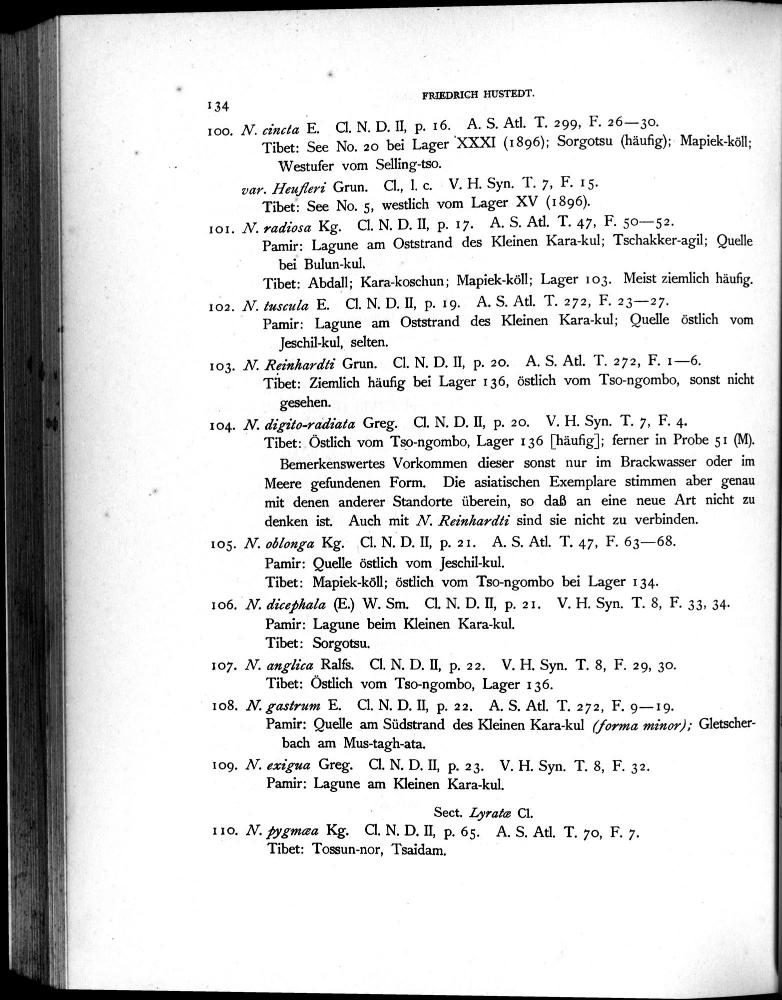 FRIEDRICH HUSTEDT.
134
100. N. cincta E. Cl. N. D. II, p. 16. A. S. Atl. T. 299, F. 26—30.
Tibet: See No. 20 bei Lager XXXI (1896); Sorgotsu (häufig); Mapiek-köll;
Westufer vom Selling-tso.
var. Heufleri Grun. Cl., l. c. V. H. Syn. T. 7, F. 15.
Tibet: See No. 5, westlich vom Lager XV (1896).
101. N. radiosa Kg. Cl. N. D. II, p. 17. A. S. Atl. T. 47, F. 50—52.
Pamir: Lagune am Oststrand des Kleinen Kara-kul; Tschakker-agil; Quelle
bei Bulun-kul.
Tibet: Abdall; Kara-koschun; Mapiek-köll; Lager 103. Meist ziemlich häufig.
102. N. tuscula E. Cl. N. D. II, p. 19. A. S. Atl. T. 272, F. 23—27.
Pamir: Lagune am Oststrand des Kleinen Kara-kul; Quelle östlich vom
Jeschil-kul, selten.
103. N. Reinhardti Grun. Cl. N. D. II, p. 20. A. S. Atl. T. 272, F. 1—6.
Tibet: Ziemlich häufig bei Lager 136, östlich vom Tso-ngombo, sonst nicht
gesehen.
104. N. digito-radiata Greg. Cl. N. D. II, p. 20. V. H. Syn. T. 7, F. 4.
Tibet: Östlich vom Tso-ngombo, Lager 136 [häufig]; ferner in Probe 51 (M).
Bemerkenswertes Vorkommen dieser sonst nur im Brackwasser oder im
Meere gefundenen Form. Die asiatischen Exemplare stimmen aber genau
mit denen anderer Standorte überein, so daß an eine neue Art nicht zu
denken ist. Auch mit N. Reinhardti sind sie nicht zu verbinden.
105. N. oblonga Kg. Cl. N. D. II, p. 21. A. S. Atl. T. 47, F. 63—68.
Pamir: Quelle östlich vom Jeschil-kul.
Tibet: Mapiek-köll; östlich vom Tso-ngombo bei Lager 134.
106. N. dicephala (E.) W. Sm. Cl. N. D. II, p. 21. V. H. Syn. T. 8, F. 33, 34.
Pamir: Lagune beim Kleinen Kara-kul.
Tibet: Sorgotsu.
107. N. anglica Ralfs. Cl. N. D. II, p. 22. V. H. Syn. T. 8, F. 29, 30.
Tibet: Östlich vom Tso-ngombo, Lager 136.
108. N. gastrum E. Cl. N. D. II, p. 22. A. S. Atl. T. 272, F. 9—19.
Pamir: Quelle am Südstrand des Kleinen Kara-kul (forma minor); Gletscher-
bach am Mus-tagh-ata.
109. N. exigua Greg. Cl. N. D. II, p. 23. V. H. Syn. T. 8, F. 32.
Pamir: Lagune am Kleinen Kara-kul.
Sect. Lyratæ Cl.
110. N. pygmæa Kg. Cl. N. D. II, p. 65. A. S. Atl. T. 70, F. 7.
Tibet: Tossun-nor, Tsaidam.